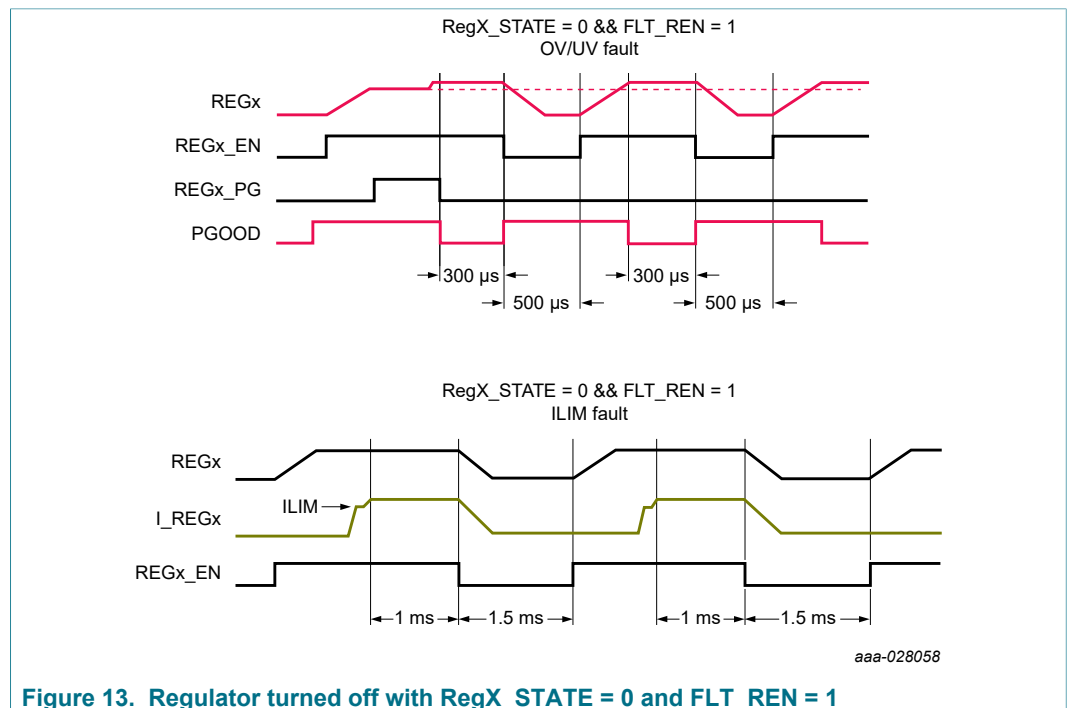 RegX_STATE = 0 && FLT_REN = 1
OV/UV fault
REGx
REGx_EN
REGx_PG
PGOOD
300 µs
300 µs
500 µs
500 µs
RegX_STATE = 0 && FLT_REN = 1
ILIM fault
REGx
ILIM
I_REGx
REGx_EN
1 ms
1.5 ms
1 ms
1.5 ms
aaa-028058
Figure 13. Regulator turned off with RegX_STATE = 0 and FLT_REN = 1